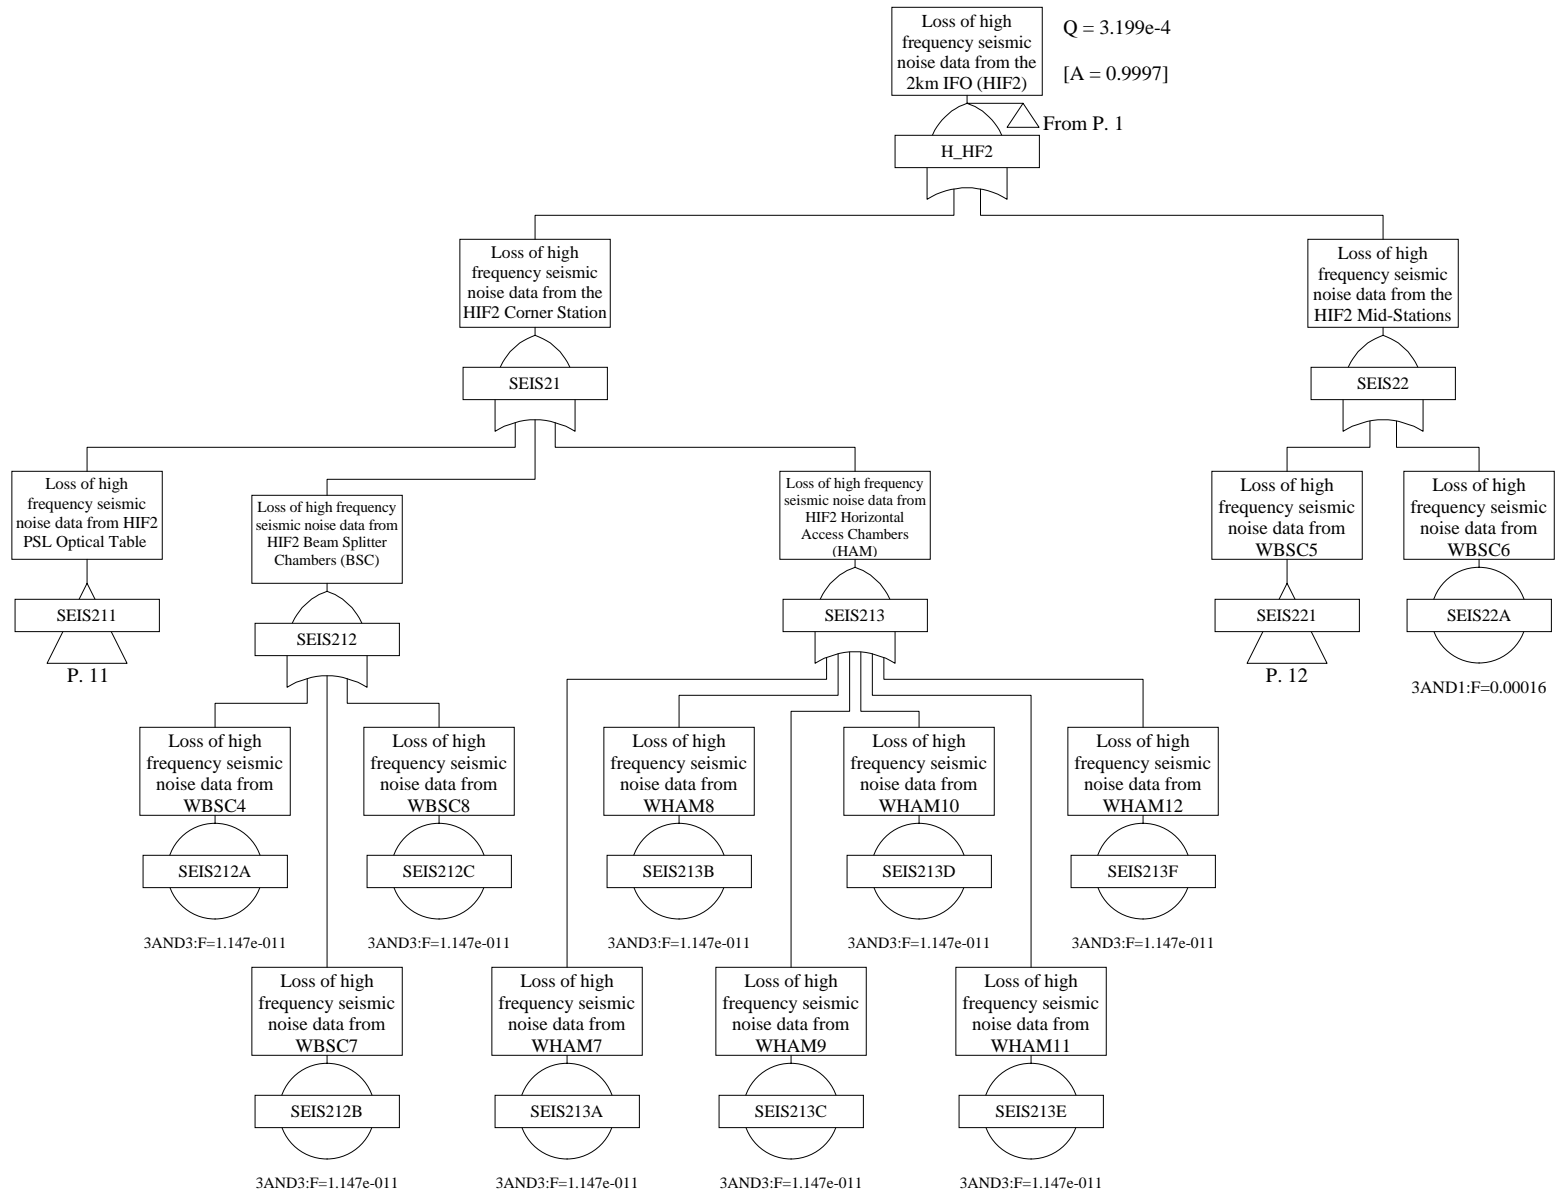 Loss of high
frequency seismic
noise data from the
2km IFO (HIF2)
Q = 3.199e-4
[A = 0.9997]
From P. 1
H_HF2
Loss of high
frequency seismic
noise data from the
HIF2 Corner Station
SEIS21
Loss of high
frequency seismic
noise data from the
HIF2 Mid-Stations
SEIS22
Loss of high
frequency seismic
noise data from HIF2
PSL Optical Table
SEIS211
P. 11
Loss of high frequency
seismic noise data from
HIF2 Beam Splitter
Chambers (BSC)
SEIS212
Loss of high frequency
seismic noise data from
HIF2 Horizontal
Access Chambers
(HAM)
SEIS213
Loss of high
frequency seismic
noise data from
WBSC5
SEIS221
P. 12
Loss of high
frequency seismic
noise data from
WBSC6
SEIS22A
3AND1:F=0.00016
Loss of high
frequency seismic
noise data from
WBSC4
SEIS212A
3AND3:F=1.147e-011
Loss of high
frequency seismic
noise data from
WBSC8
SEIS212C
3AND3:F=1.147e-011
Loss of high
frequency seismic
noise data from
WHAM8
SEIS213B
3AND3:F=1.147e-011
Loss of high
frequency seismic
noise data from
WHAM10
SEIS213D
3AND3:F=1.147e-011
Loss of high
frequency seismic
noise data from
WHAM12
SEIS213F
3AND3:F=1.147e-011
Loss of high
frequency seismic
noise data from
WBSC7
SEIS212B
3AND3:F=1.147e-011
Loss of high
frequency seismic
noise data from
WHAM7
SEIS213A
3AND3:F=1.147e-011
Loss of high
frequency seismic
noise data from
WHAM9
SEIS213C
3AND3:F=1.147e-011
Loss of high
frequency seismic
noise data from
WHAM11
SEIS213E
3AND3:F=1.147e-011